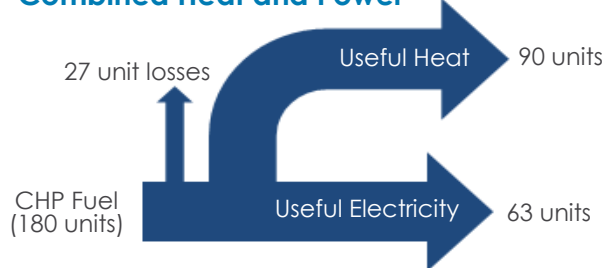 Combined Heat and Power
Useful Heat
90 units
27 unit losses
CHP Fuel
(180 units)
Useful Electricity
63 units